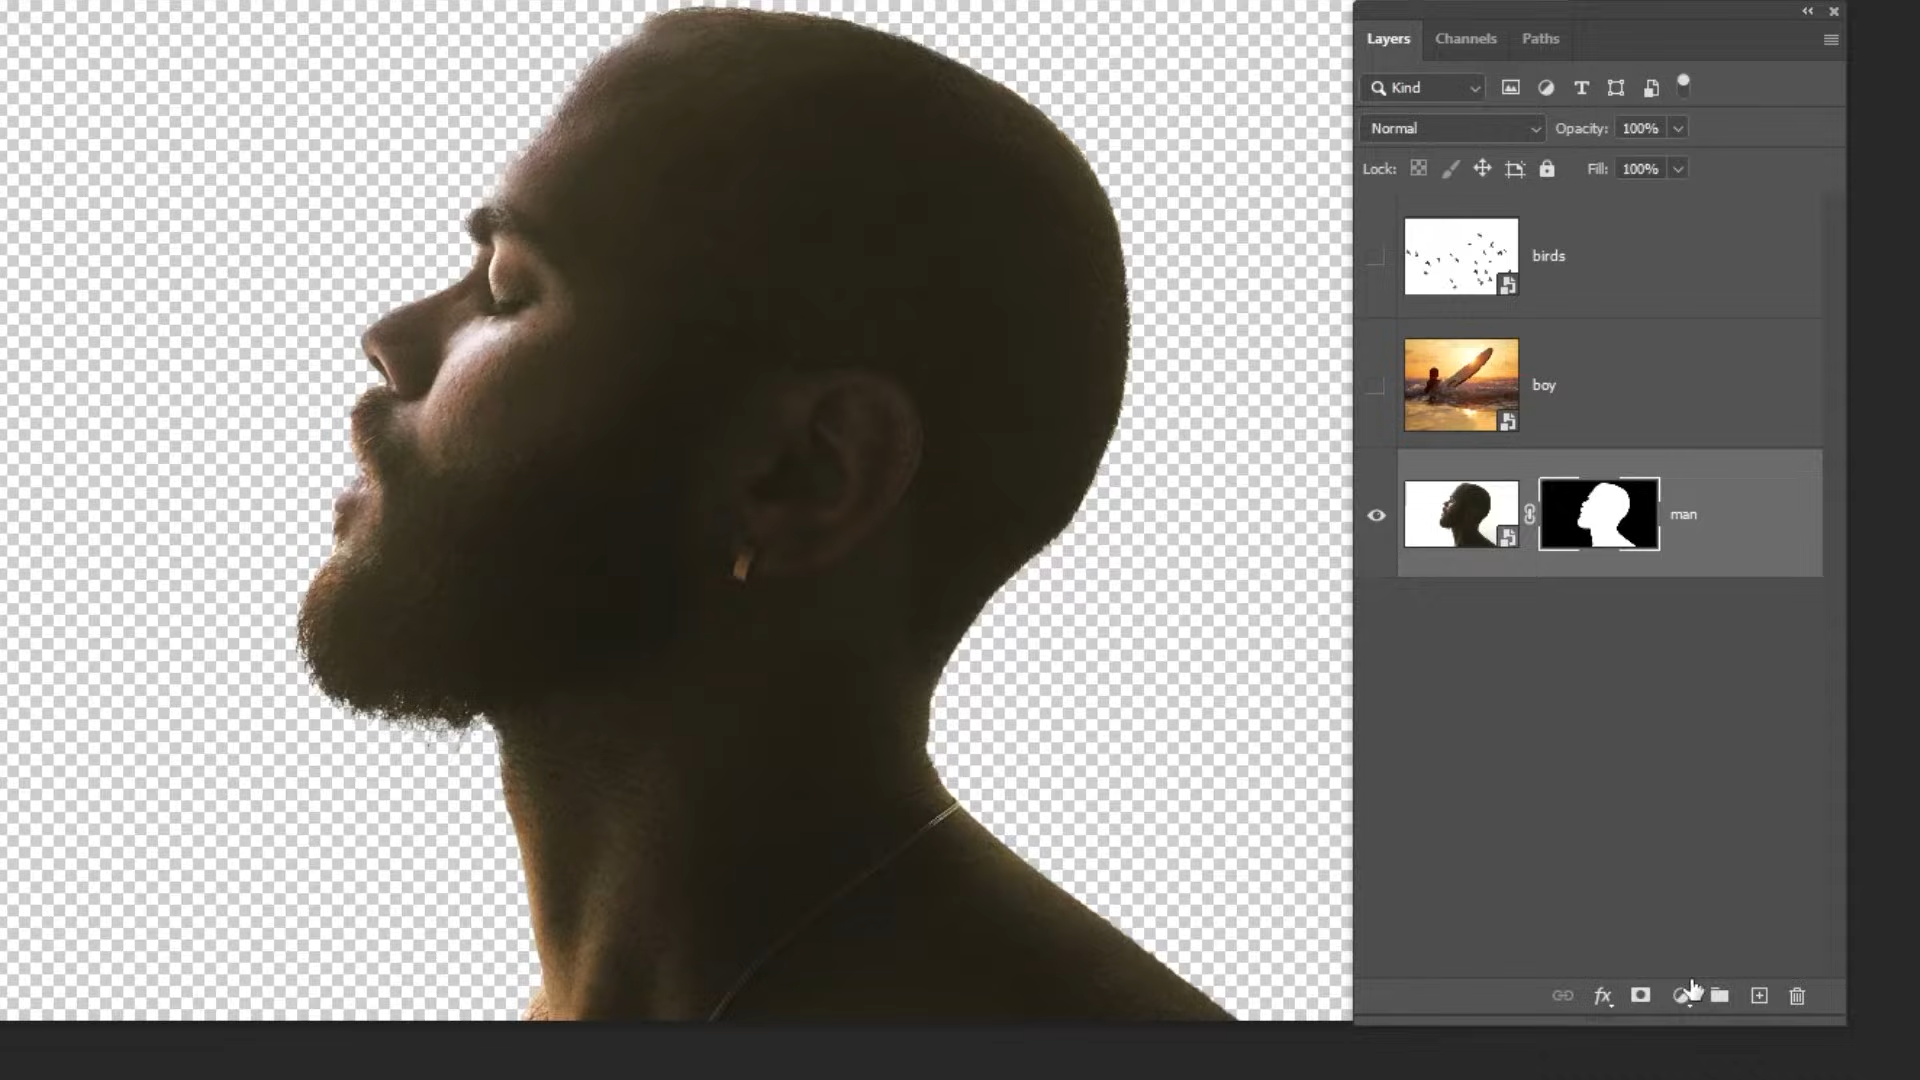 Layers Channels Paths
Kind
Normal Opacity: 100%
Lock: Fill: 100%
birds
boy
man
fx